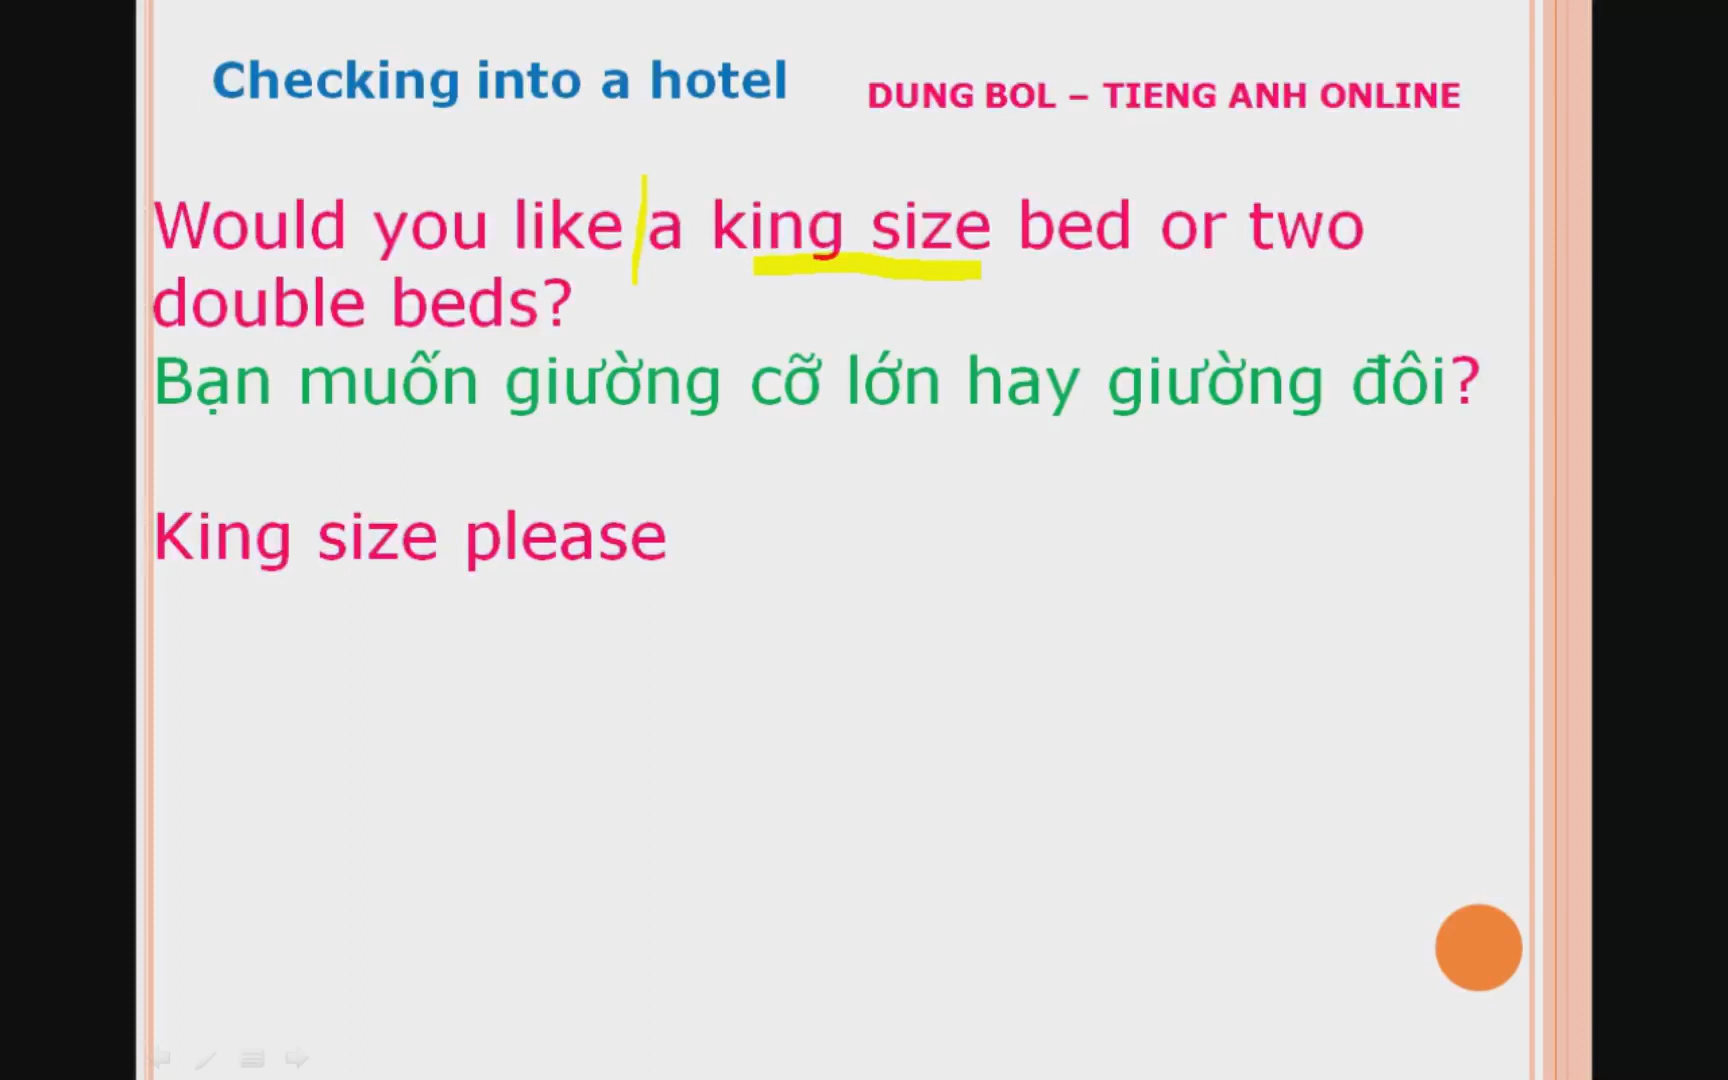 Checking into a hotel
DUNG BOL – TIENG ANH ONLINE
Would you like a king size bed or two
double beds?
Bạn muốn giường cỡ lớn hay giường đôi?
King size please